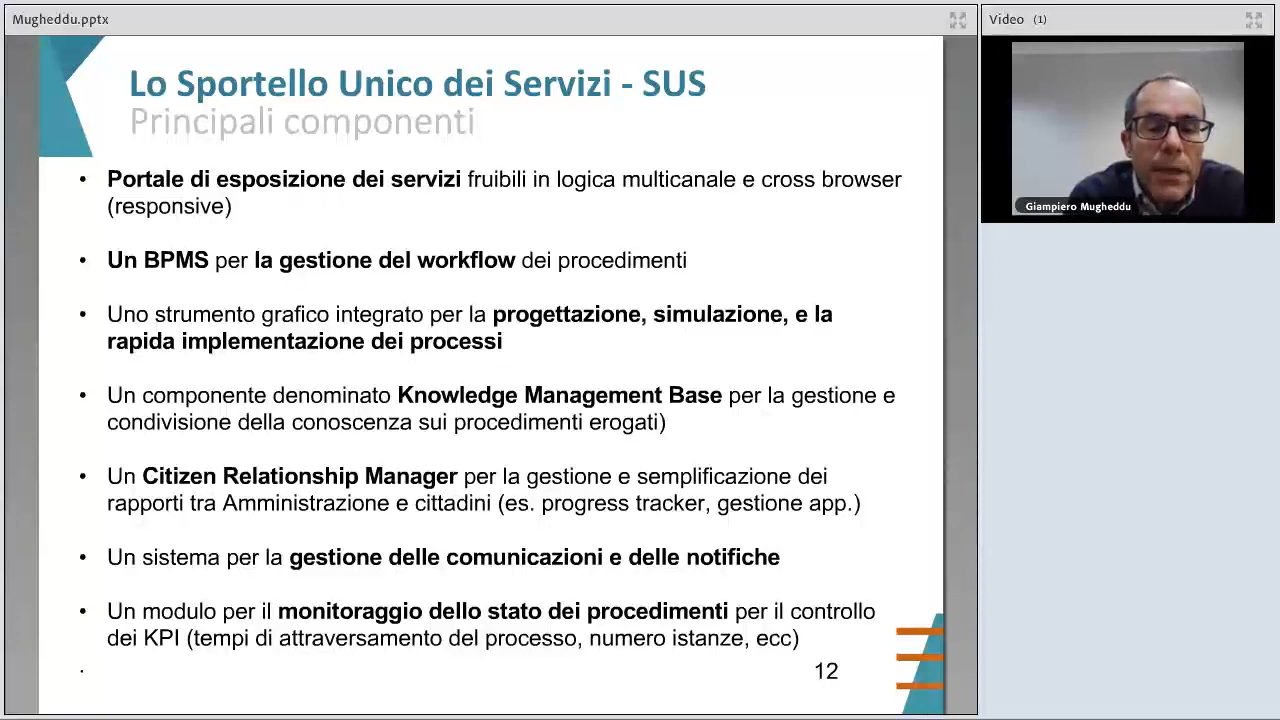 Mugheddu.pptx
Video (1)
Lo Sportello Unico dei Servizi - SUS
Principali componenti
• Portale di esposizione dei servizi fruibili in logica multicanale e cross browser
(responsive)
• Un BPMS per la gestione del workflow dei procedimenti
• Uno strumento grafico integrato per la progettazione, simulazione, e la
rapida implementazione dei processi
• Un componente denominato Knowledge Management Base per la gestione e
condivisione della conoscenza sui procedimenti erogati)
• Un Citizen Relationship Manager per la gestione e semplificazione dei
rapporti tra Amministrazione e cittadini (es. progress tracker, gestione app.)
• Un sistema per la gestione delle comunicazioni e delle notifiche
• Un modulo per il monitoraggio dello stato dei procedimenti per il controllo
dei KPI (tempi di attraversamento del processo, numero istanze, ecc)
.
12
Giampiero Mugheddu